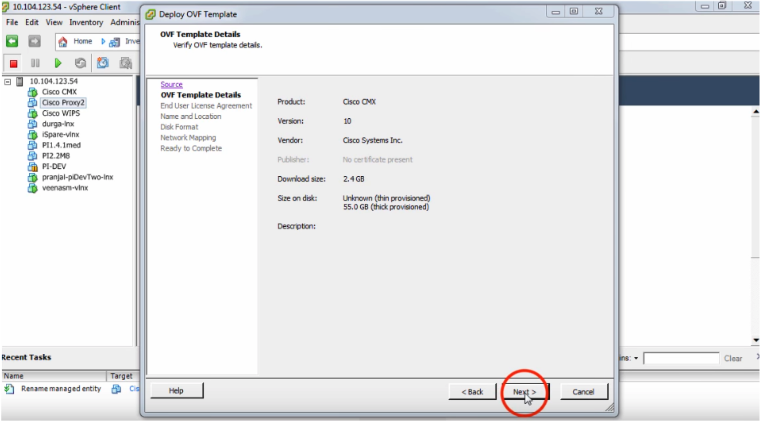 10.104.123.54 - vSphere Client
File Edit View Inventory Adminis
Home Inve
10.104.123.54
Cisco CMX
Cisco Proxy2
Cisco WIPS
durga-lnx
iSpare-vlnx
PI1.4.1med
PI2.2MB
PI-DEV
pranjal-piDevTwo-lnx
veenasm-vlnx
Deploy OVF Template
OVF Template Details
Verify OVF template details.
Source
OVF Template Details
End User License Agreement
Name and Location
Disk Format
Network Mapping
Ready to Complete
Product: Cisco CMX
Version: 10
Vendor: Cisco Systems Inc.
Publisher: No certificate present
Download size: 2.4 GB
Size on disk: Unknown (thin provisioned)
55.0 GB (thick provisioned)
Description:
Help < Back Next > Cancel
Recent Tasks
ins: Clear
Name Target
Rename managed entity Cis